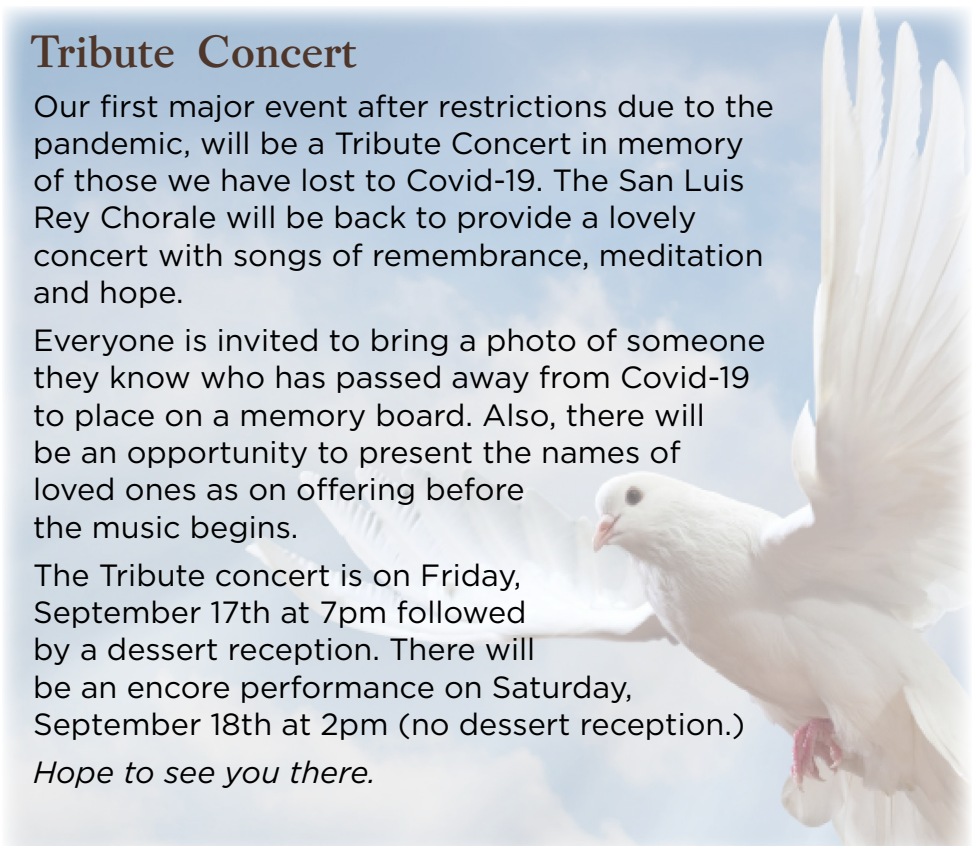 Tribute Concert
Our first major event after restrictions due to the
pandemic, will be a Tribute Concert in memory
of those we have lost to Covid-19. The San Luis
Rey Chorale will be back to provide a lovely
concert with songs of remembrance, meditation
and hope.
Everyone is invited to bring a photo of someone
they know who has passed away from Covid-19
to place on a memory board. Also, there will
be an opportunity to present the names of
loved ones as on offering before
the music begins.
The Tribute concert is on Friday,
September 17th at 7pm followed
by a dessert reception. There will
be an encore performance on Saturday,
September 18th at 2pm (no dessert reception.)
Hope to see you there.